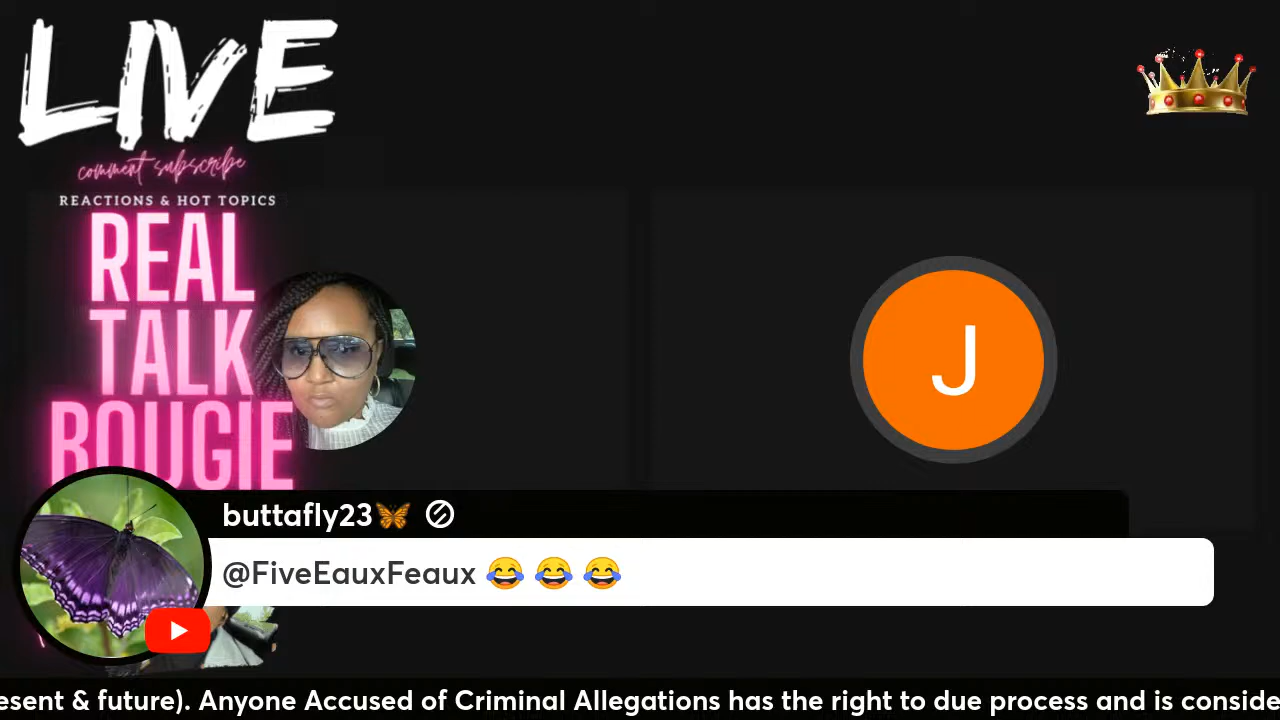 LIVE
comment subscribe
REACTIONS & HOT TOPICS
REAL
TALK
BOUGIE
J
buttafly23🦋
@FiveEauxFeaux 😂 😂 😂
esent & future). Anyone Accused of Criminal Allegations has the right to due process and is conside